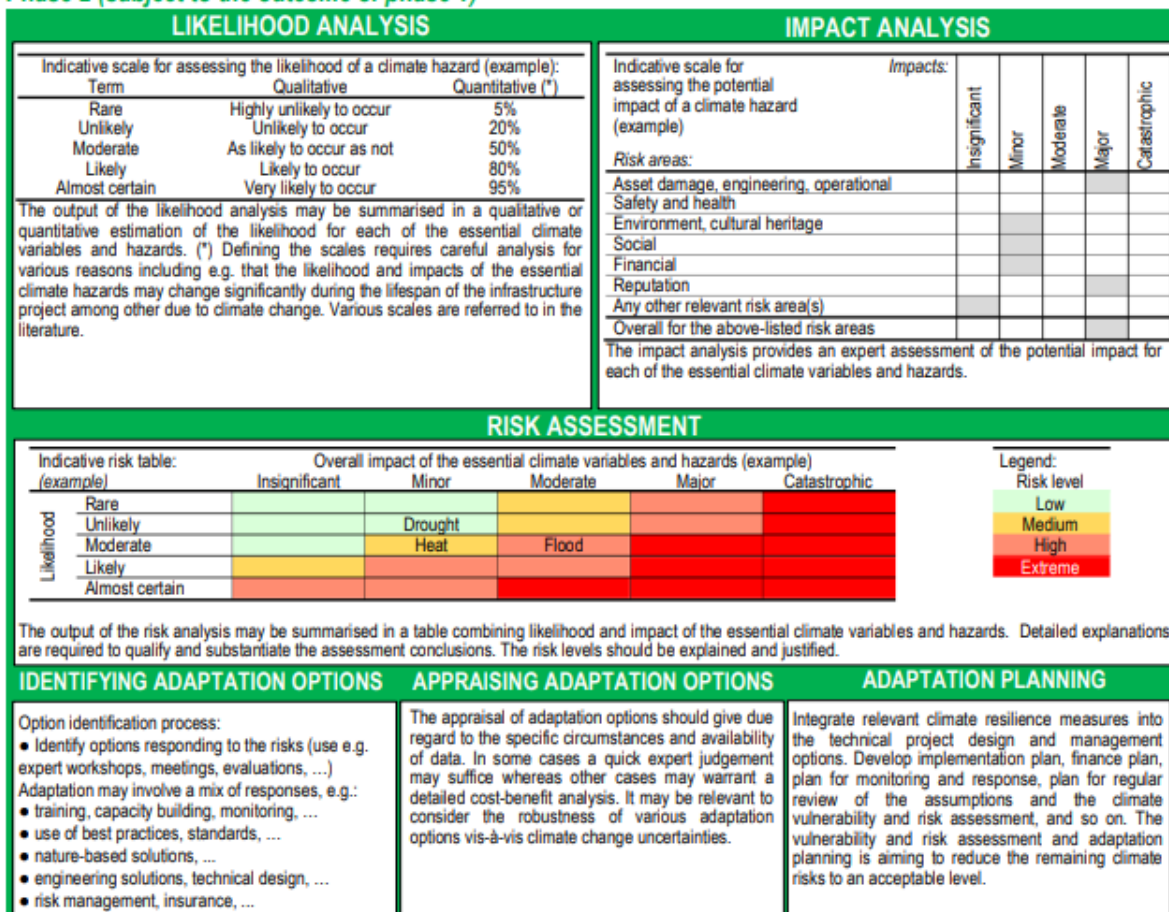 Phase 2 (subject to the outcome of phase 1)
LIKELIHOOD ANALYSIS
Indicative scale for assessing the likelihood of a climate hazard (example):
Term Qualitative Quantitative (*)
Rare Highly unlikely to occur 5%
Unlikely Unlikely to occur 20%
Moderate As likely to occur as not 50%
Likely Likely to occur 80%
Almost certain Very likely to occur 95%
The output of the likelihood analysis may be summarised in a qualitative or
quantitative estimation of the likelihood for each of the essential climate
variables and hazards. (*) Defining the scales requires careful analysis for
various reasons including e.g. that the likelihood and impacts of the essential
climate hazards may change significantly during the lifespan of the infrastructure
project among other due to climate change. Various scales are referred to in the
literature.
IMPACT ANALYSIS
Indicative scale for
assessing the potential
impact of a climate hazard
(example)
Impacts:
Insignificant
Minor
Moderate
Major
Catastrophic
Risk areas:
Asset damage, engineering, operational
Safety and health
Environment, cultural heritage
Social
Financial
Reputation
Any other relevant risk area(s)
Overall for the above-listed risk areas
The impact analysis provides an expert assessment of the potential impact for
each of the essential climate variables and hazards.
RISK ASSESSMENT
Indicative risk table: Overall impact of the essential climate variables and hazards (example)
(example) Insignificant Minor Moderate Major Catastrophic
Likelihood
Rare
Unlikely Drought
Moderate Heat Flood
Likely
Almost certain
Legend:
Risk level
Low
Medium
High
Extreme
The output of the risk analysis may be summarised in a table combining likelihood and impact of the essential climate variables and hazards. Detailed explanations
are required to qualify and substantiate the assessment conclusions. The risk levels should be explained and justified.
IDENTIFYING ADAPTATION OPTIONS
Option identification process:
● Identify options responding to the risks (use e.g.
expert workshops, meetings, evaluations, …)
Adaptation may involve a mix of responses, e.g.:
● training, capacity building, monitoring, …
● use of best practices, standards, …
● nature-based solutions, ...
● engineering solutions, technical design, …
● risk management, insurance, ...
APPRAISING ADAPTATION OPTIONS
The appraisal of adaptation options should give due
regard to the specific circumstances and availability
of data. In some cases a quick expert judgement
may suffice whereas other cases may warrant a
detailed cost-benefit analysis. It may be relevant to
consider the robustness of various adaptation
options vis-à-vis climate change uncertainties.
ADAPTATION PLANNING
Integrate relevant climate resilience measures into
the technical project design and management
options. Develop implementation plan, finance plan,
plan for monitoring and response, plan for regular
review of the assumptions and the climate
vulnerability and risk assessment, and so on. The
vulnerability and risk assessment and adaptation
planning is aiming to reduce the remaining climate
risks to an acceptable level.